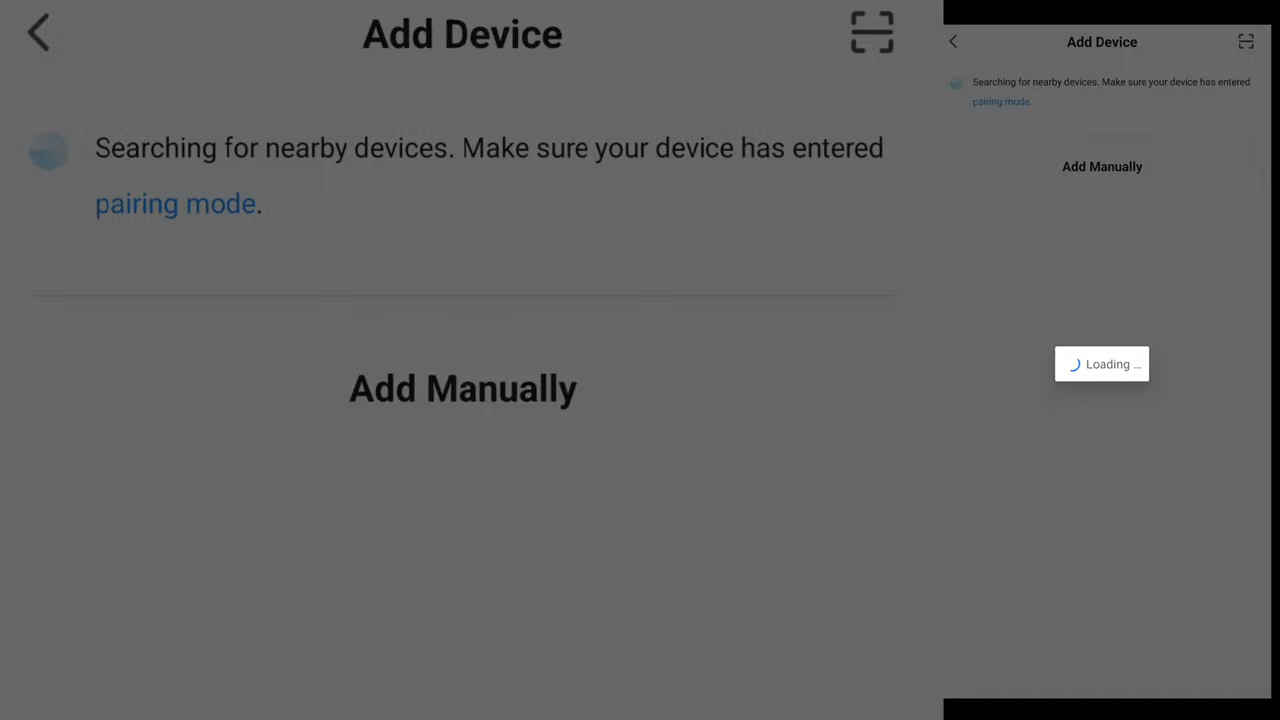 Add Device
Searching for nearby devices. Make sure your device has entered
pairing mode.
Add Manually
Add Device
Searching for nearby devices. Make sure your device has entered
pairing mode.
Add Manually
Loading ...